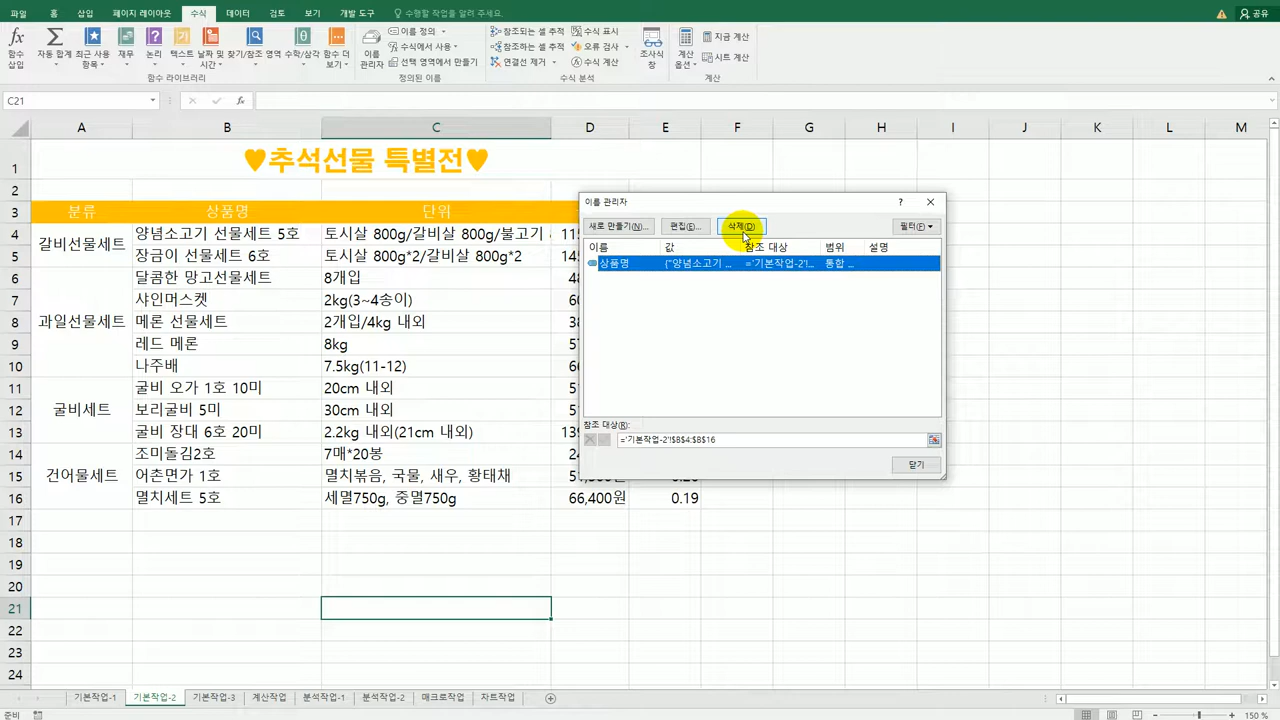 파일 홈 삽입 페이지 레이아웃 수식 데이터 검토 보기 개발 도구 수행할 작업을 알려 주세요. 공유
함수 삽입 자동 합계 최근 사용 항목 재무 논리 텍스트 날짜 및 시간 찾기/참조 영역 수학/삼각 함수 더 보기
함수 라이브러리
이름 관리자 이름 정의 수식에서 사용 선택 영역에서 만들기
정의된 이름
참조되는 셀 추적 참조하는 셀 추적 연결선 제거 수식 표시 오류 검사 수식 계산 조사식 창
수식 분석
계산 옵션 지금 계산 시트 계산
계산
C21 fx
A B C D E F G H I J K L M
1 ♥추석선물 특별전♥
2
3 분류 상품명 단위
4 갈비선물세트 양념소고기 선물세트 5호 토시살 800g/갈비살 800g/불고기
5 장금이 선물세트 6호 토시살 800g*2/갈비살 800g*2
6 달콤한 망고선물세트 8개입
7 샤인머스켓 2kg(3~4송이)
8 과일선물세트 메론 선물세트 2개입/4kg 내외
9 레드 메론 8kg
10 나주배 7.5kg(11-12)
11 굴비 오가 1호 10미 20cm 내외
12 굴비세트 보리굴비 5미 30cm 내외
13 굴비 장대 6호 20미 2.2kg 내외(21cm 내외)
14 조미돌김2호 7매*20봉
15 건어물세트 어촌면가 1호 멸치볶음, 국물, 새우, 황태채
16 멸치세트 5호 세멸750g, 중멸750g 66,400원 0.19
17
18
19
20
21
22
23
24
이름 관리자 ?
새로 만들기(N)... 편집(E)... 삭제(D) 필터(F)
이름 값 참조 대상 범위 설명
상품명 {"양념소고기 ... ='기본작업-2'!... 통합 ...
참조 대상(R):
='기본작업-2'!$B$4:$B$16
닫기
기본작업-1 기본작업-2 기본작업-3 계산작업 분석작업-1 분석작업-2 매크로작업 차트작업
준비 150 %